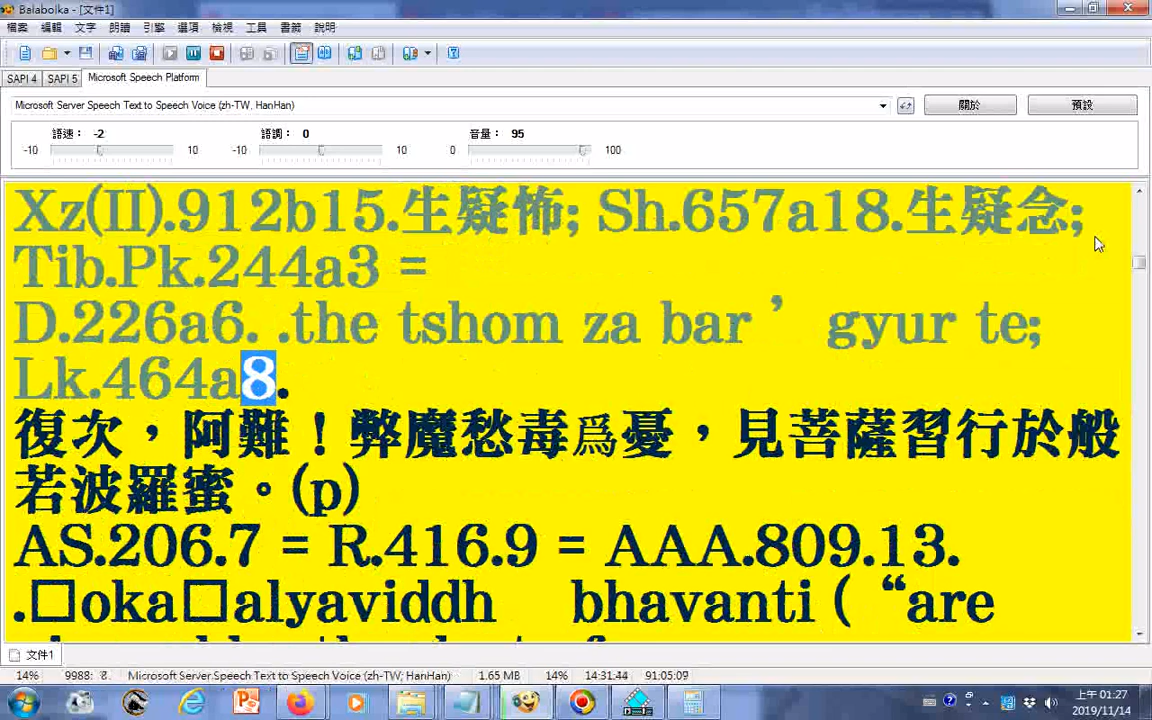 Balabolka - [文件1]
檔案 編輯 文字 朗讀 引擎 選項 檢視 工具 書籤 說明
SAPI 4 SAPI 5 Microsoft Speech Platform
Microsoft Server Speech Text to Speech Voice (zh-TW, HanHan) 關於 預設
語速： -2 語調： 0 音量： 95
-10 10 -10 10 0 100
Xz(II).912b15.生疑怖; Sh.657a18.生疑念;
Tib.Pk.244a3 =
D.226a6. .the tshom za bar ’ gyur te;
Lk.464a8.
復次，阿難！弊魔愁毒爲憂，見菩薩習行於般
若波羅蜜。(p)
AS.206.7 = R.416.9 = AAA.809.13.
.□oka□alyaviddh bhavanti (“are
文件1
14% 9988: 8. Microsoft Server Speech Text to Speech Voice (zh-TW, HanHan) 1.65 MB 14% 14:31:44 91:05:09
上午 01:27
2019/11/14